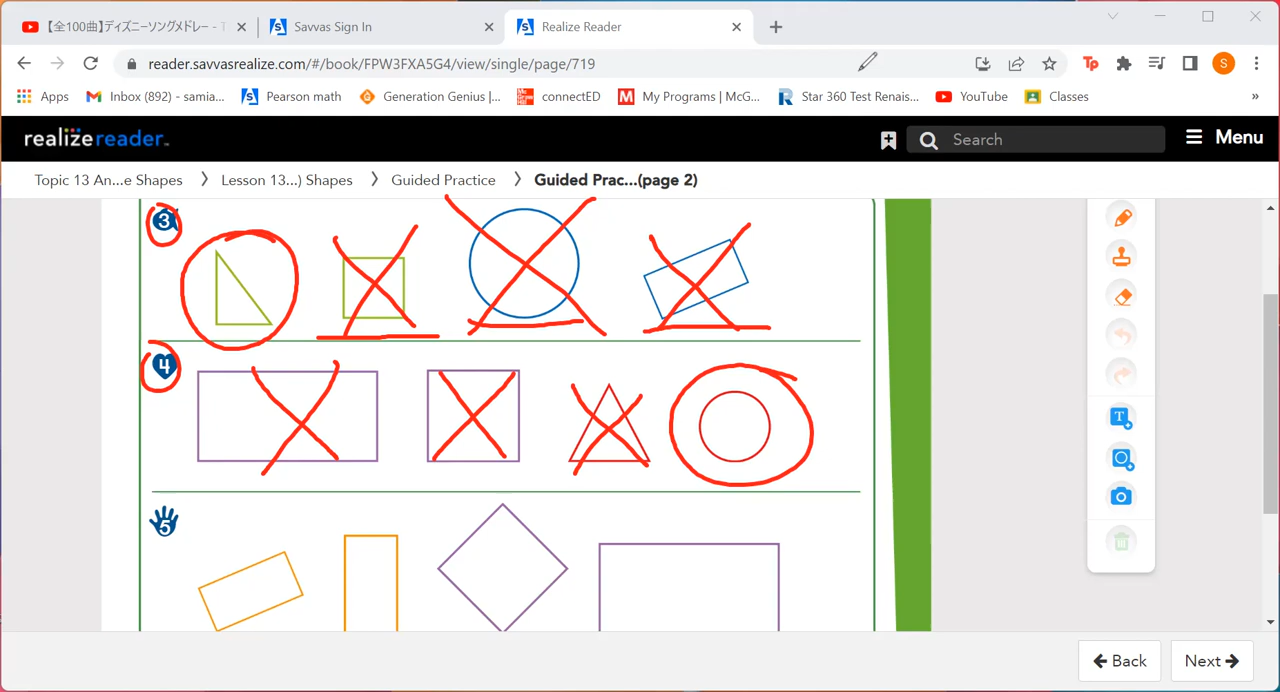 【全100曲】ディズニーソングメドレー - T
Savvas Sign In
Realize Reader
reader.savvasrealize.com/#/book/FPW3FXA5G4/view/single/page/719
Tp
S
Apps
Inbox (892) - samia...
Pearson math
Generation Genius |...
connectED
My Programs | McG...
Star 360 Test Renais...
YouTube
Classes
»
realizereader™
Search
Menu
Topic 13 An...e Shapes
Lesson 13...) Shapes
Guided Practice
Guided Prac...(page 2)
3
4
5
T
Back
Next